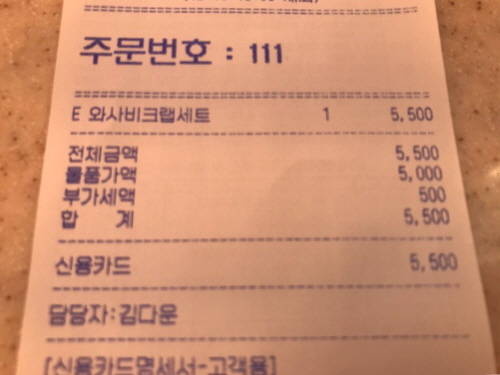 주문번호 : 111
E 와사비크랩세트 1 5,500
전체금액 5,500
물품가액 5,000
부가세액 500
합 계 5,500
신용카드 5,500
담당자:김다운
[신용카드명세서-고객용]